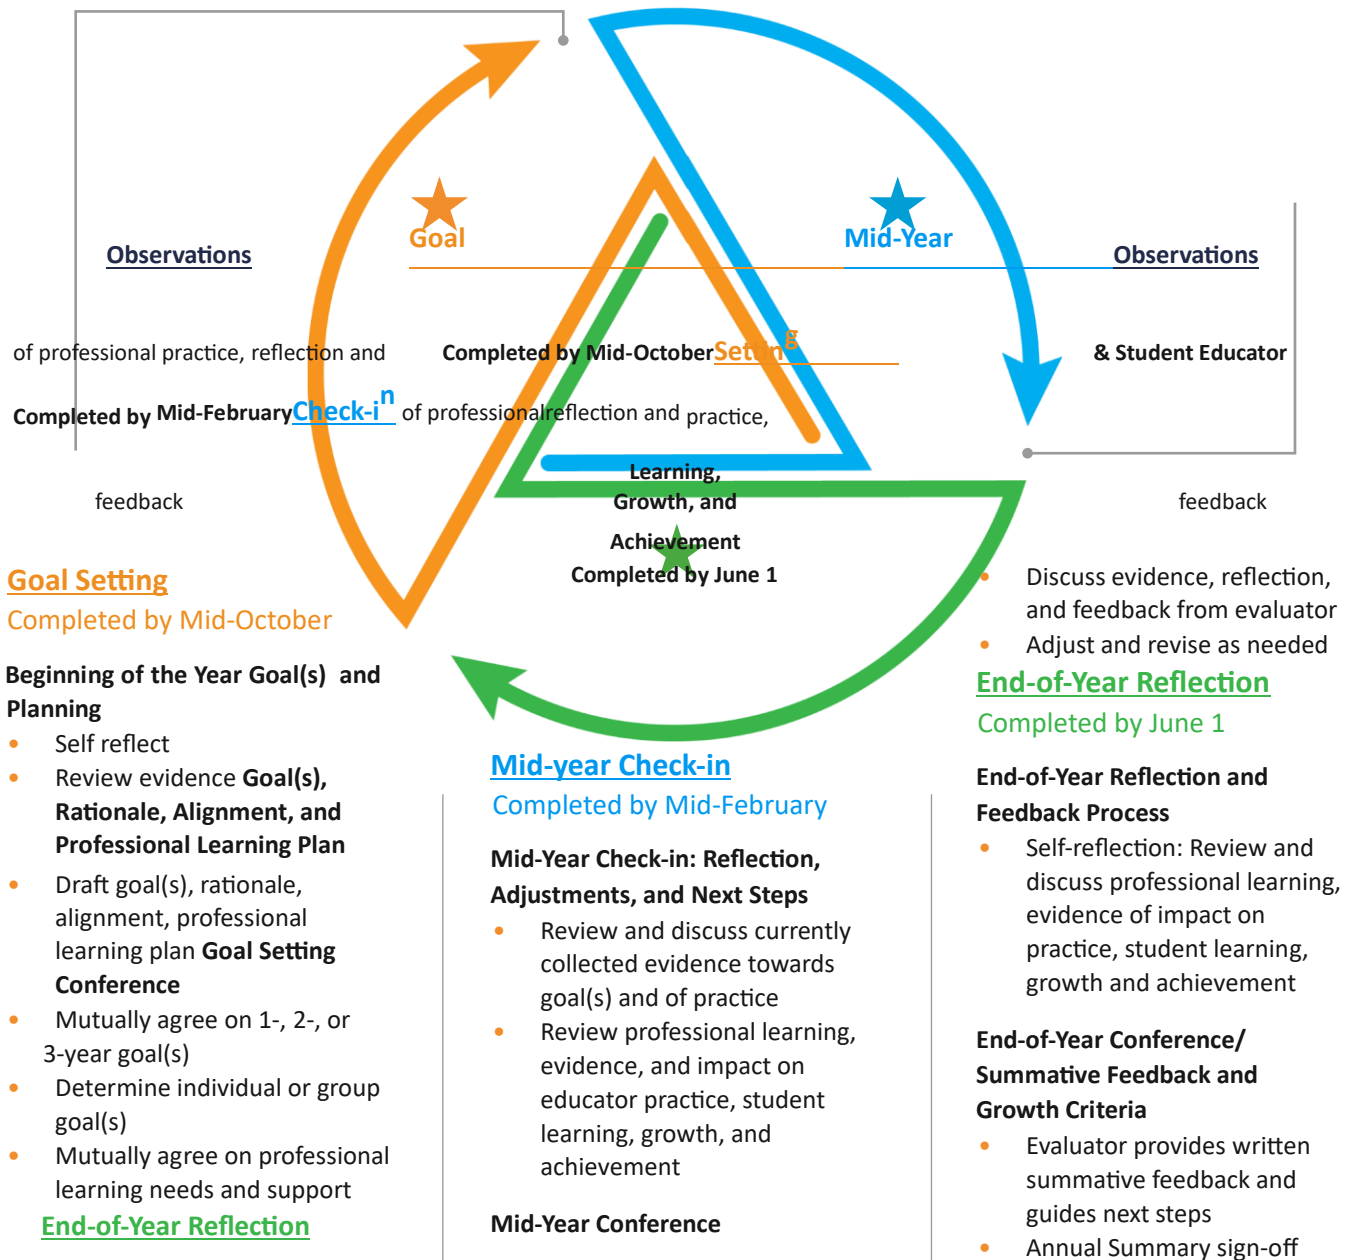 Goal
Mid-Year
Observations
Observations
of professional practice, reflection and
Completed by Mid-October Setting
& Student Educator
Completed by Mid-February Check-in of professionalreflection and practice,
Learning,
Growth, and
feedback
feedback
Achievement
Completed by June 1
Goal Setting
Completed by Mid-October
Beginning of the Year Goal(s) and
Planning
• Self reflect
• Review evidence Goal(s),
Rationale, Alignment, and
Professional Learning Plan
• Draft goal(s), rationale,
alignment, professional
learning plan Goal Setting
Conference
• Mutually agree on 1-, 2-, or
3-year goal(s)
• Determine individual or group
goal(s)
• Mutually agree on professional
learning needs and support
End-of-Year Reflection
Mid-year Check-in
Completed by Mid-February
Mid-Year Check-in: Reflection,
Adjustments, and Next Steps
• Review and discuss currently
collected evidence towards
goal(s) and of practice
• Review professional learning,
evidence, and impact on
educator practice, student
learning, growth, and
achievement
Mid-Year Conference
• Discuss evidence, reflection,
and feedback from evaluator
• Adjust and revise as needed
End-of-Year Reflection
Completed by June 1
End-of-Year Reflection and
Feedback Process
• Self-reflection: Review and
discuss professional learning,
evidence of impact on
practice, student learning,
growth and achievement
End-of-Year Conference/
Summative Feedback and
Growth Criteria
• Evaluator provides written
summative feedback and
guides next steps
• Annual Summary sign-off